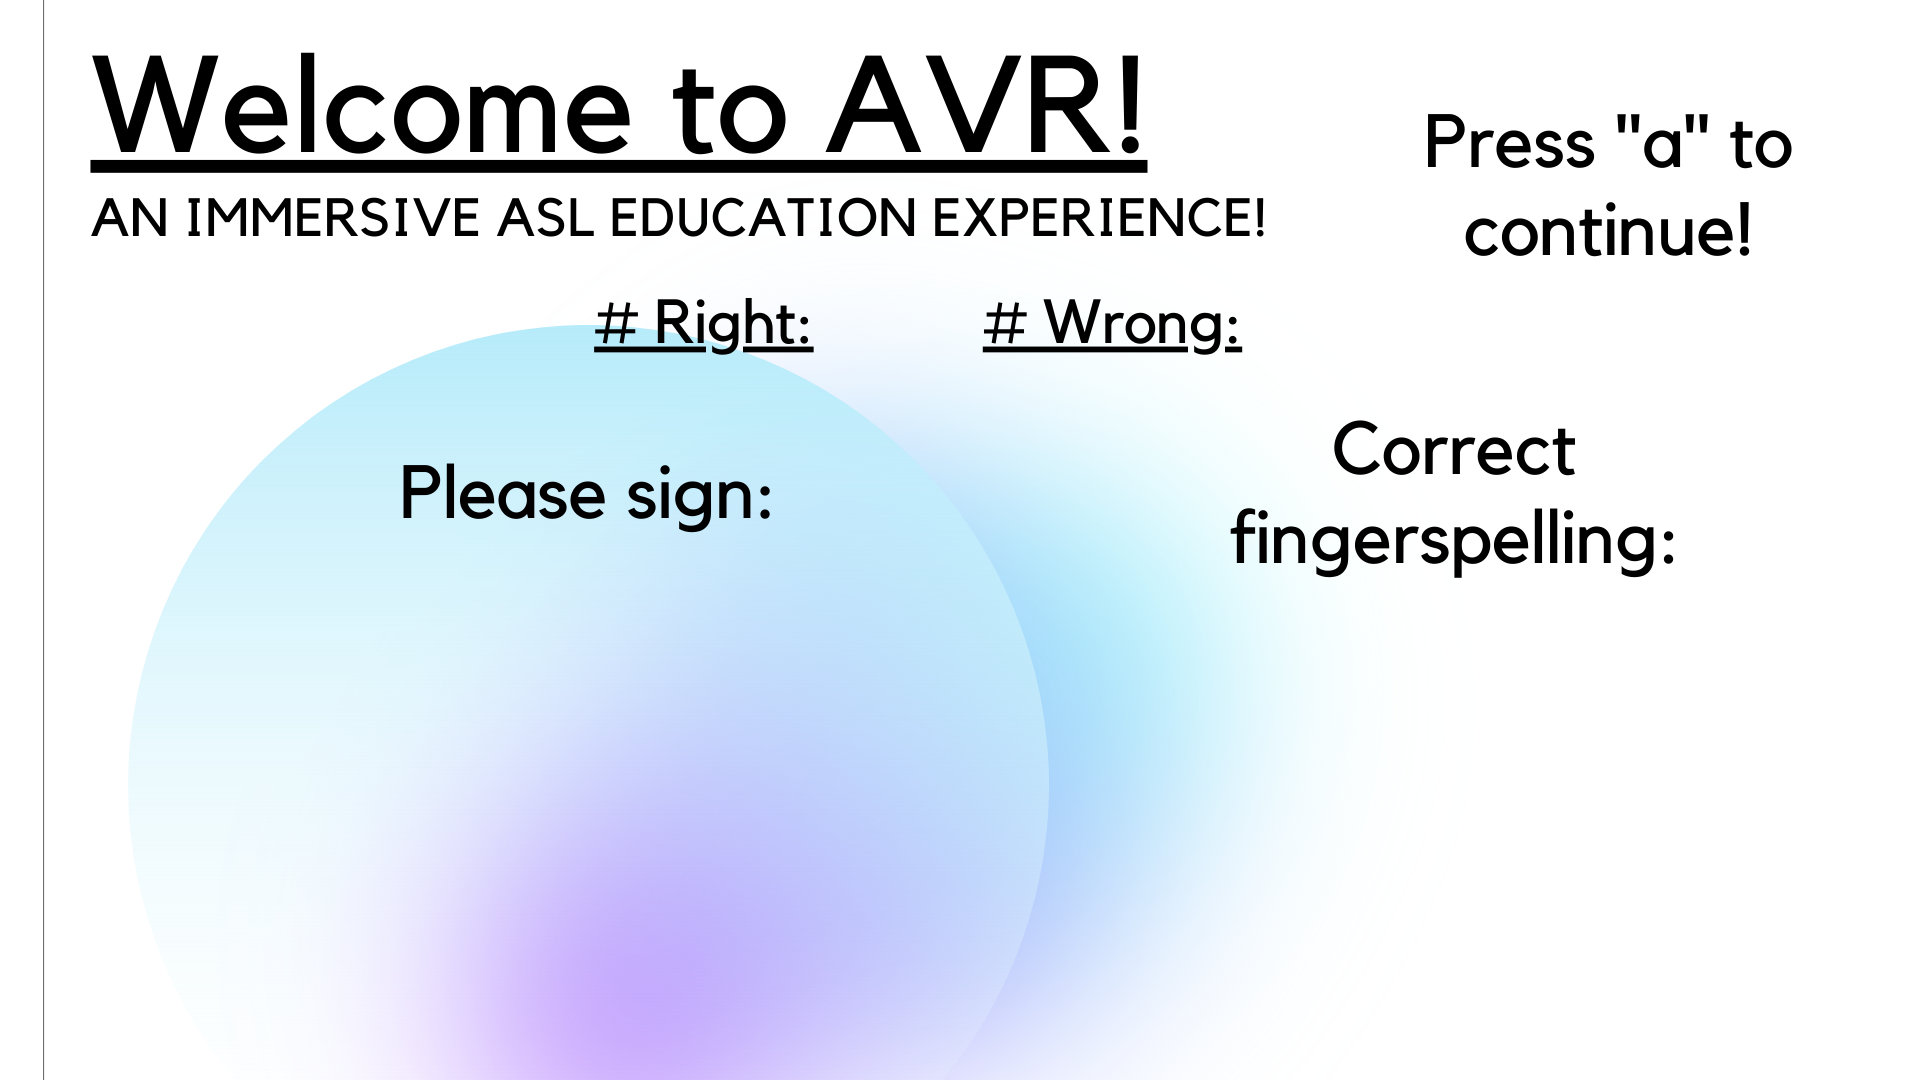 Welcome to AVR!
AN IMMERSIVE ASL EDUCATION EXPERIENCE!
Press "a" to
continue!
# Right:
# Wrong:
Please sign:
Correct
fingerspelling: